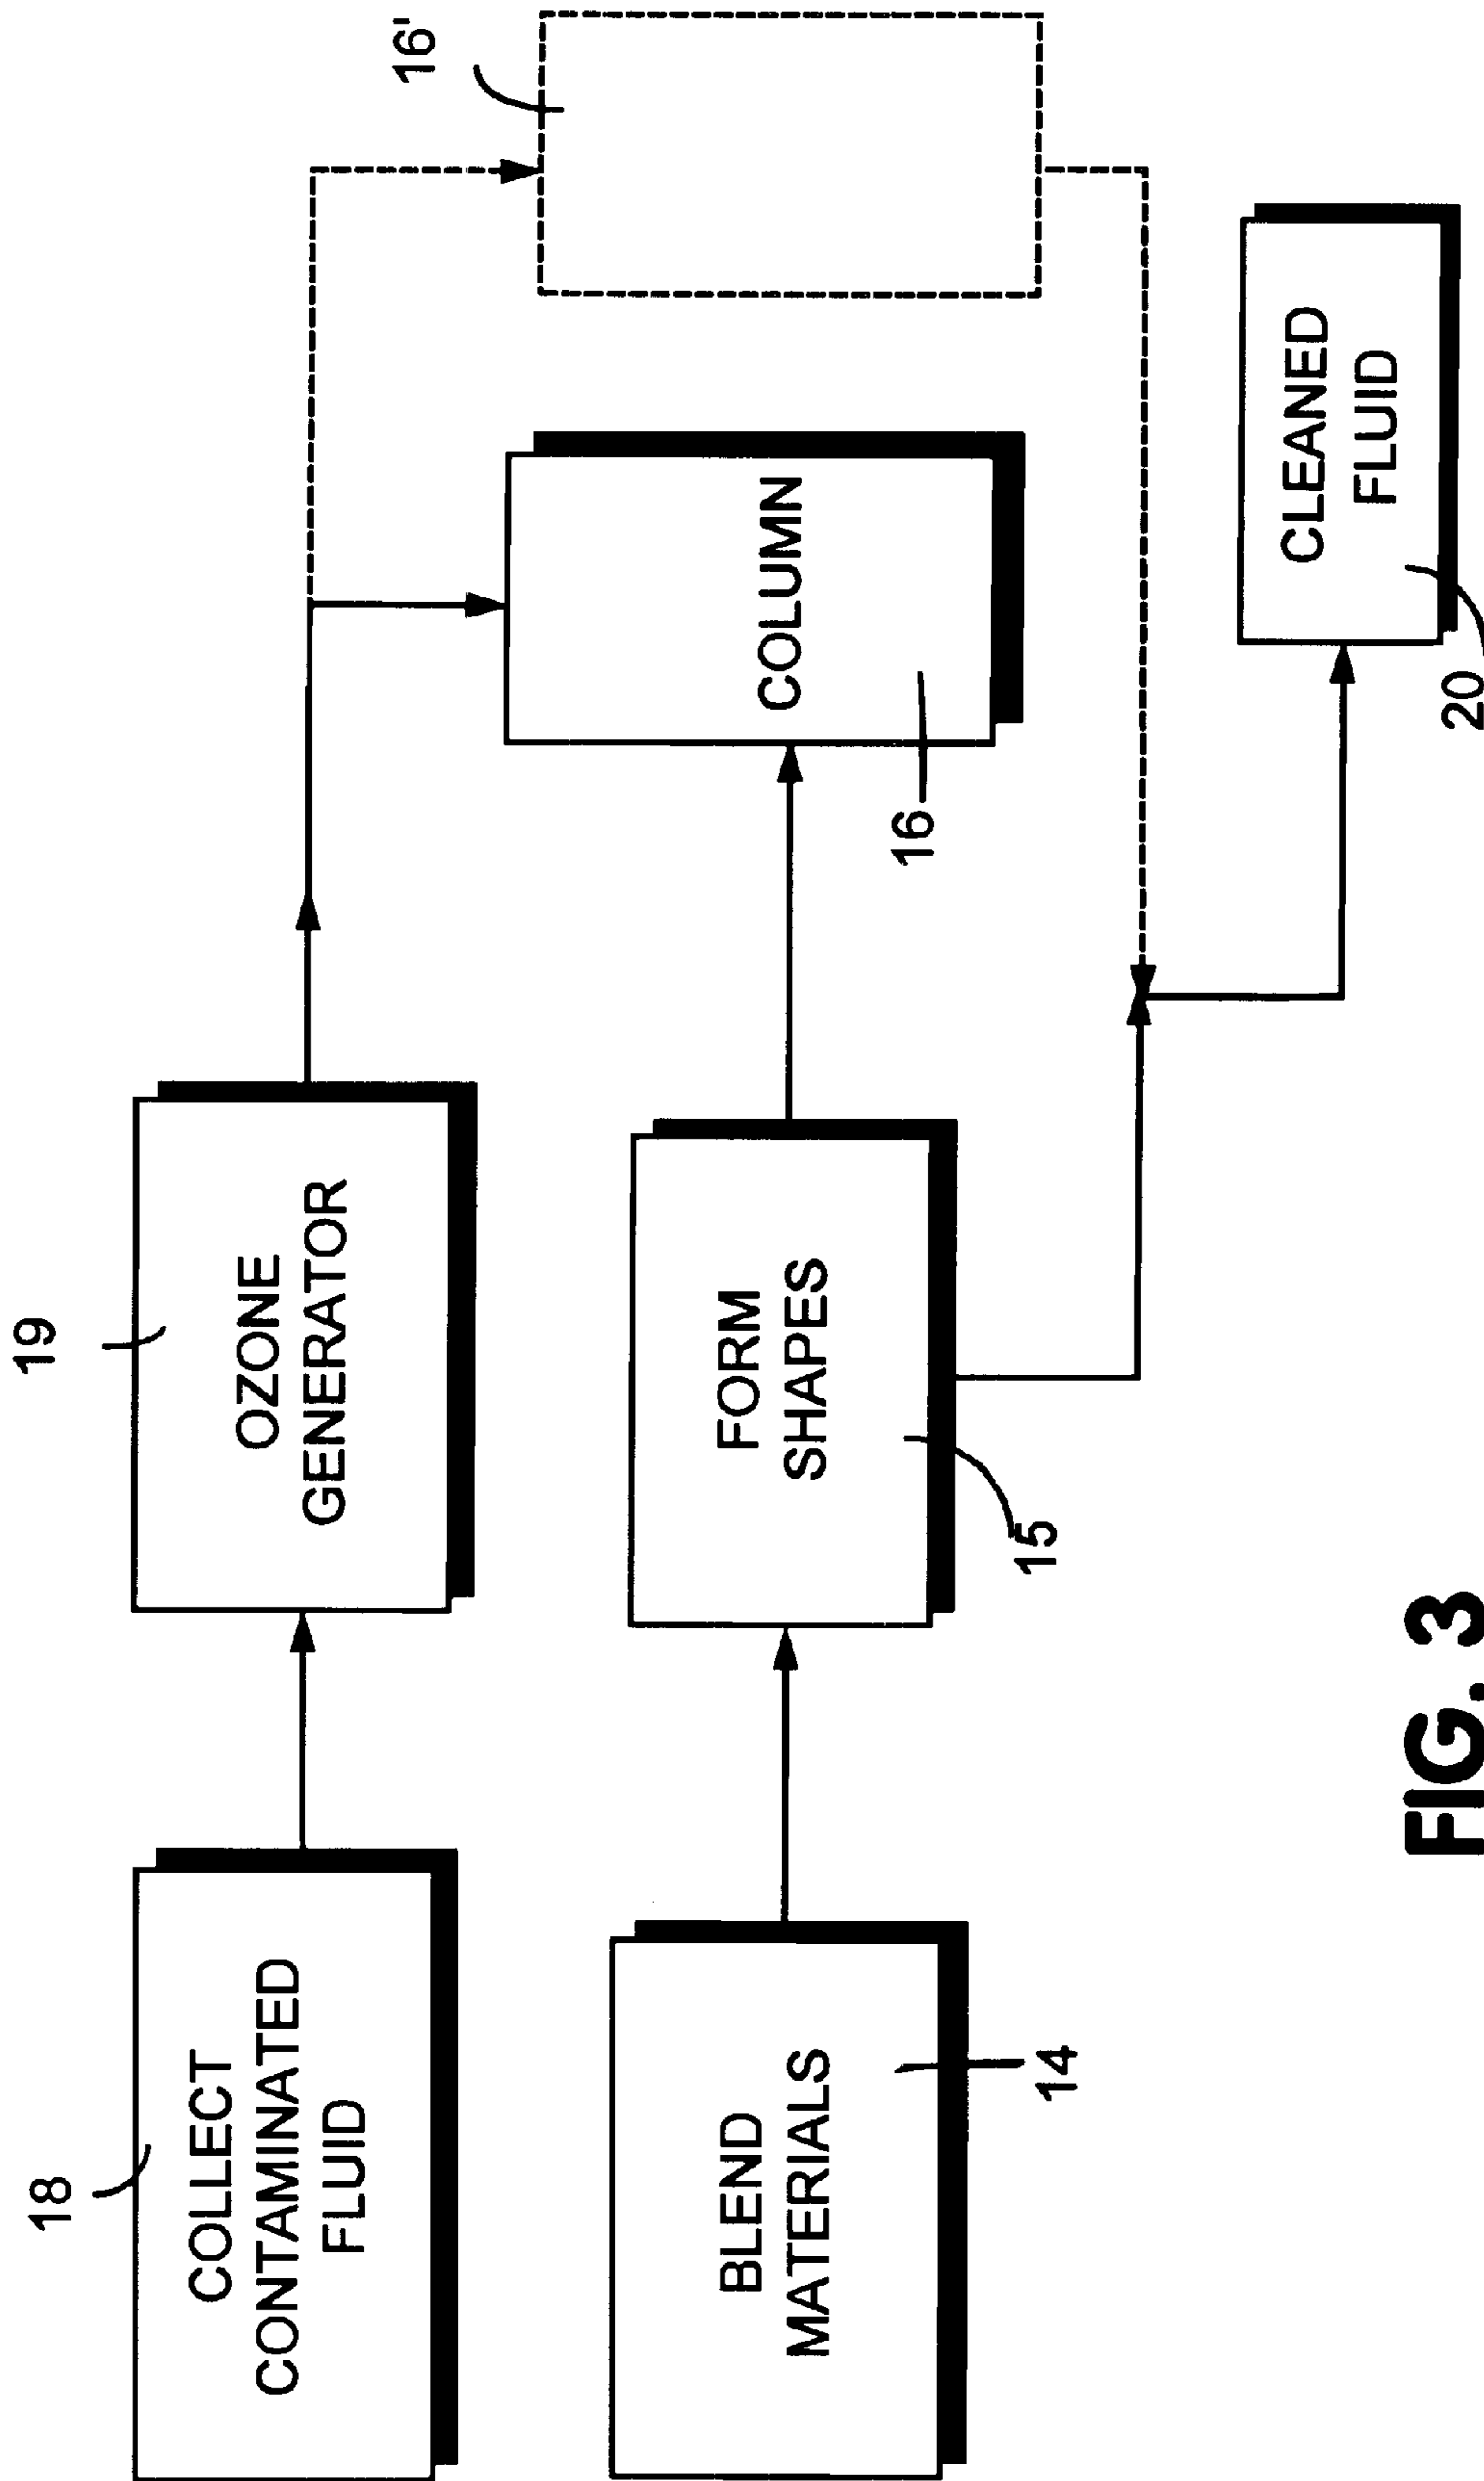 18
COLLECT
CONTAMINATED
FLUID
19
OZONE
GENERATOR
16'
BLEND
MATERIALS
14
FORM
SHAPES
15
COLUMN
16
CLEANED
FLUID
20
FIG. 3